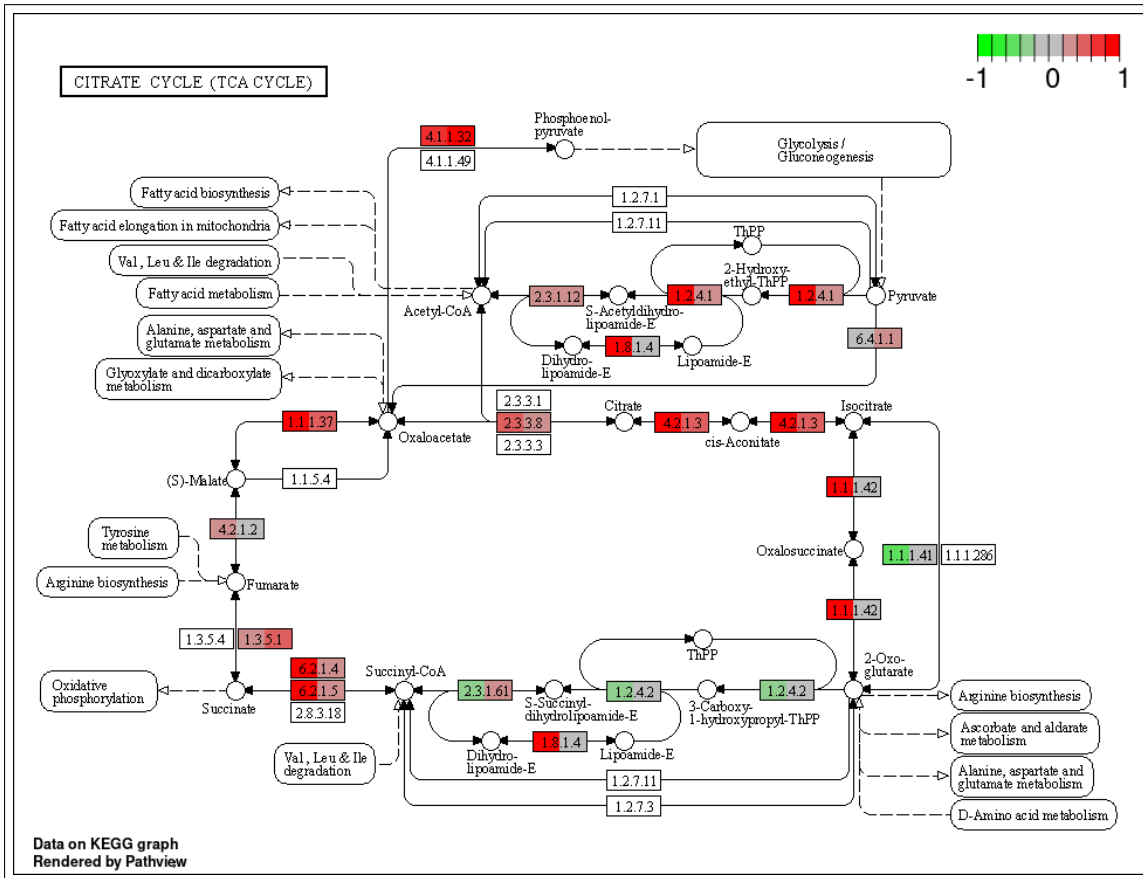 -1 0 1
CITRATE CYCLE (TCA CYCLE)
Phosphoenol-
pyruvate
4.1.1.32
4.1.1.49
Glycolysis /
Gluconeogenesis
Fatty acid biosynthesis
Fatty acid elongation in mitochondria
Val, Leu & Ile degradation
Fatty acid metabolism
Alanine, aspartate and
glutamate metabolism
Glyoxylate and dicarboxylate
metabolism
1.2.7.1
1.2.7.11
ThPP
2-Hydroxy-
ethyl-ThPP
Acetyl-CoA
2.3.1.12
S-Acetyldihydro-
lipoamide-E
1.2.4.1
1.2.4.1
Pyruvate
Dihydro-
lipoamide-E
1.8.1.4
Lipoamide-E
6.4.1.1
1.1.1.37
Oxaloacetate
2.3.3.1
2.3.3.8
2.3.3.3
Citrate
4.2.1.3
cis-Aconitate
4.2.1.3
Isocitrate
(S)-Malate
1.1.5.4
1.1.1.42
4.2.1.2
Tyrosine
metabolism
Arginine biosynthesis
Fumarate
Oxalosuccinate
1.1.1.41
1.1.1.286
1.1.1.42
1.3.5.4
1.3.5.1
Oxidative
phosphorylation
Succinate
6.2.1.4
6.2.1.5
2.8.3.18
Succinyl-CoA
2.3.1.61
S-Succinyl-
dihydrolipoamide-E
1.2.4.2
ThPP
3-Carboxy-
1-hydroxypropyl-ThPP
1.2.4.2
2-Oxo-
glutarate
Val, Leu & Ile
degradation
Dihydro-
lipoamide-E
1.8.1.4
Lipoamide-E
1.2.7.11
1.2.7.3
Arginine biosynthesis
Ascorbate and aldarate
metabolism
Alanine, aspartate and
glutamate metabolism
D-Amino acid metabolism
Data on KEGG graph
Rendered by Pathview